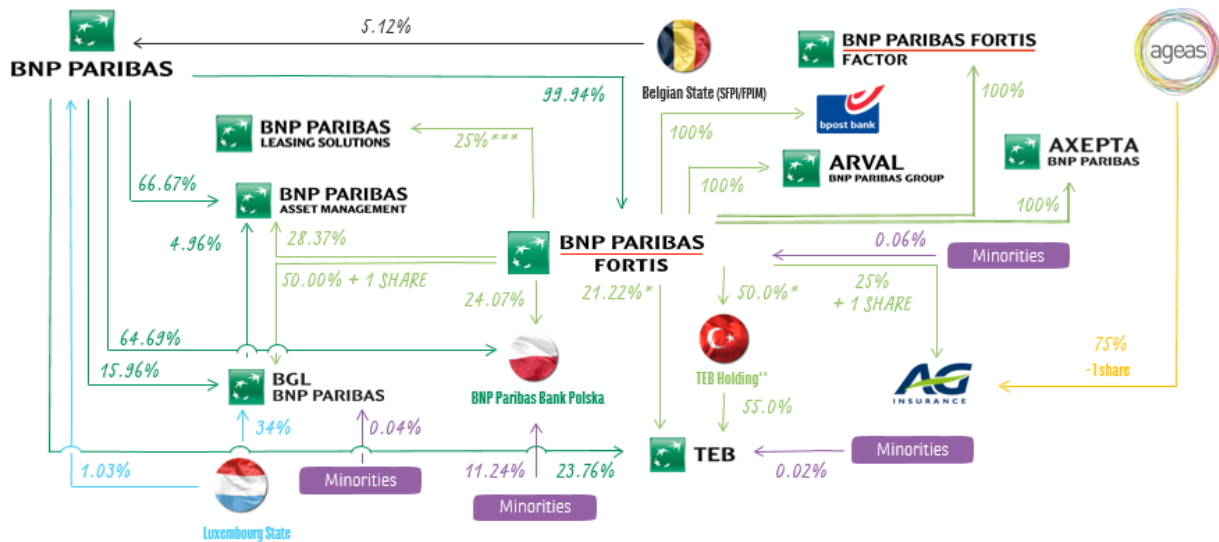 5.12%
BNP PARIBAS
Belgian State (SFPI/FPIM)
BNP PARIBAS FORTIS
FACTOR
ageas
99.94%
100%
bpost bank
100%
BNP PARIBAS
LEASING SOLUTIONS
25%***
ARVAL
BNP PARIBAS GROUP
100%
AXEPTA
BNP PARIBAS
100%
66.67%
BNP PARIBAS
ASSET MANAGEMENT
4.96%
28.37%
BNP PARIBAS
FORTIS
0.06%
Minorities
50.00% + 1 SHARE
24.07%
21.22%*
50.0%*
25%
+ 1 SHARE
64.69%
15.96%
BGL
BNP PARIBAS
BNP Paribas Bank Polska
TEB Holding**
AG
INSURANCE
75%
-1 share
55.0%
34%
0.04%
TEB
Minorities
0.02%
1.03%
Minorities
11.24%
23.76%
Minorities
Luxembourg State